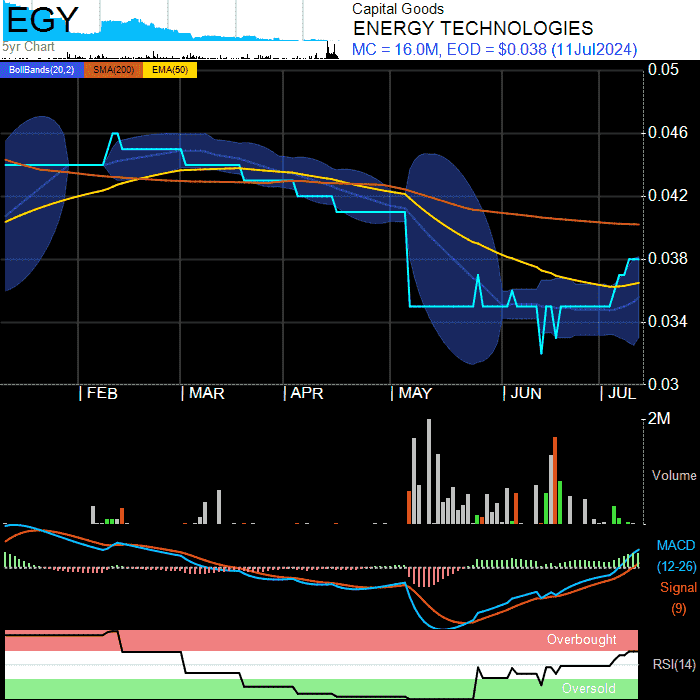 EGY
5yr Chart
Capital Goods
ENERGY TECHNOLOGIES
MC = 16.0M, EOD = $0.038 (11Jul2024)
BollBands(20,2) SMA(200) EMA(50)
0.05
0.046
0.042
0.038
0.034
0.03
FEB MAR APR MAY JUN JUL
2M
Volume
MACD
(12-26)
Signal
(9)
Overbought
RSI(14)
Oversold